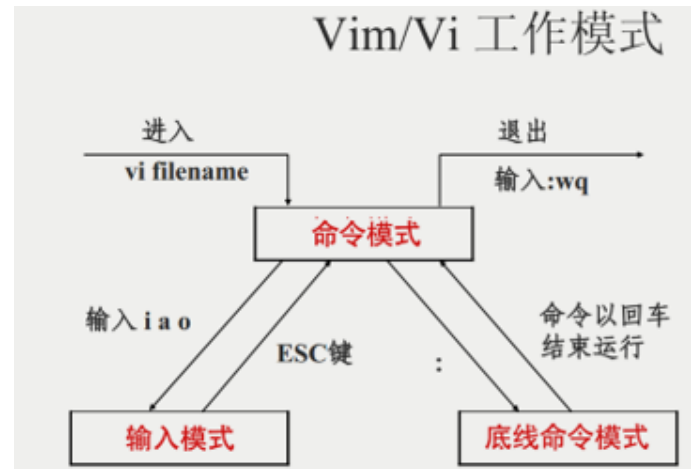 Vim/Vi 工作模式
进入
vi filename
退出
输入:wq
命令模式
输入 i a o
ESC键
:
命令以回车
结束运行
输入模式
底线命令模式